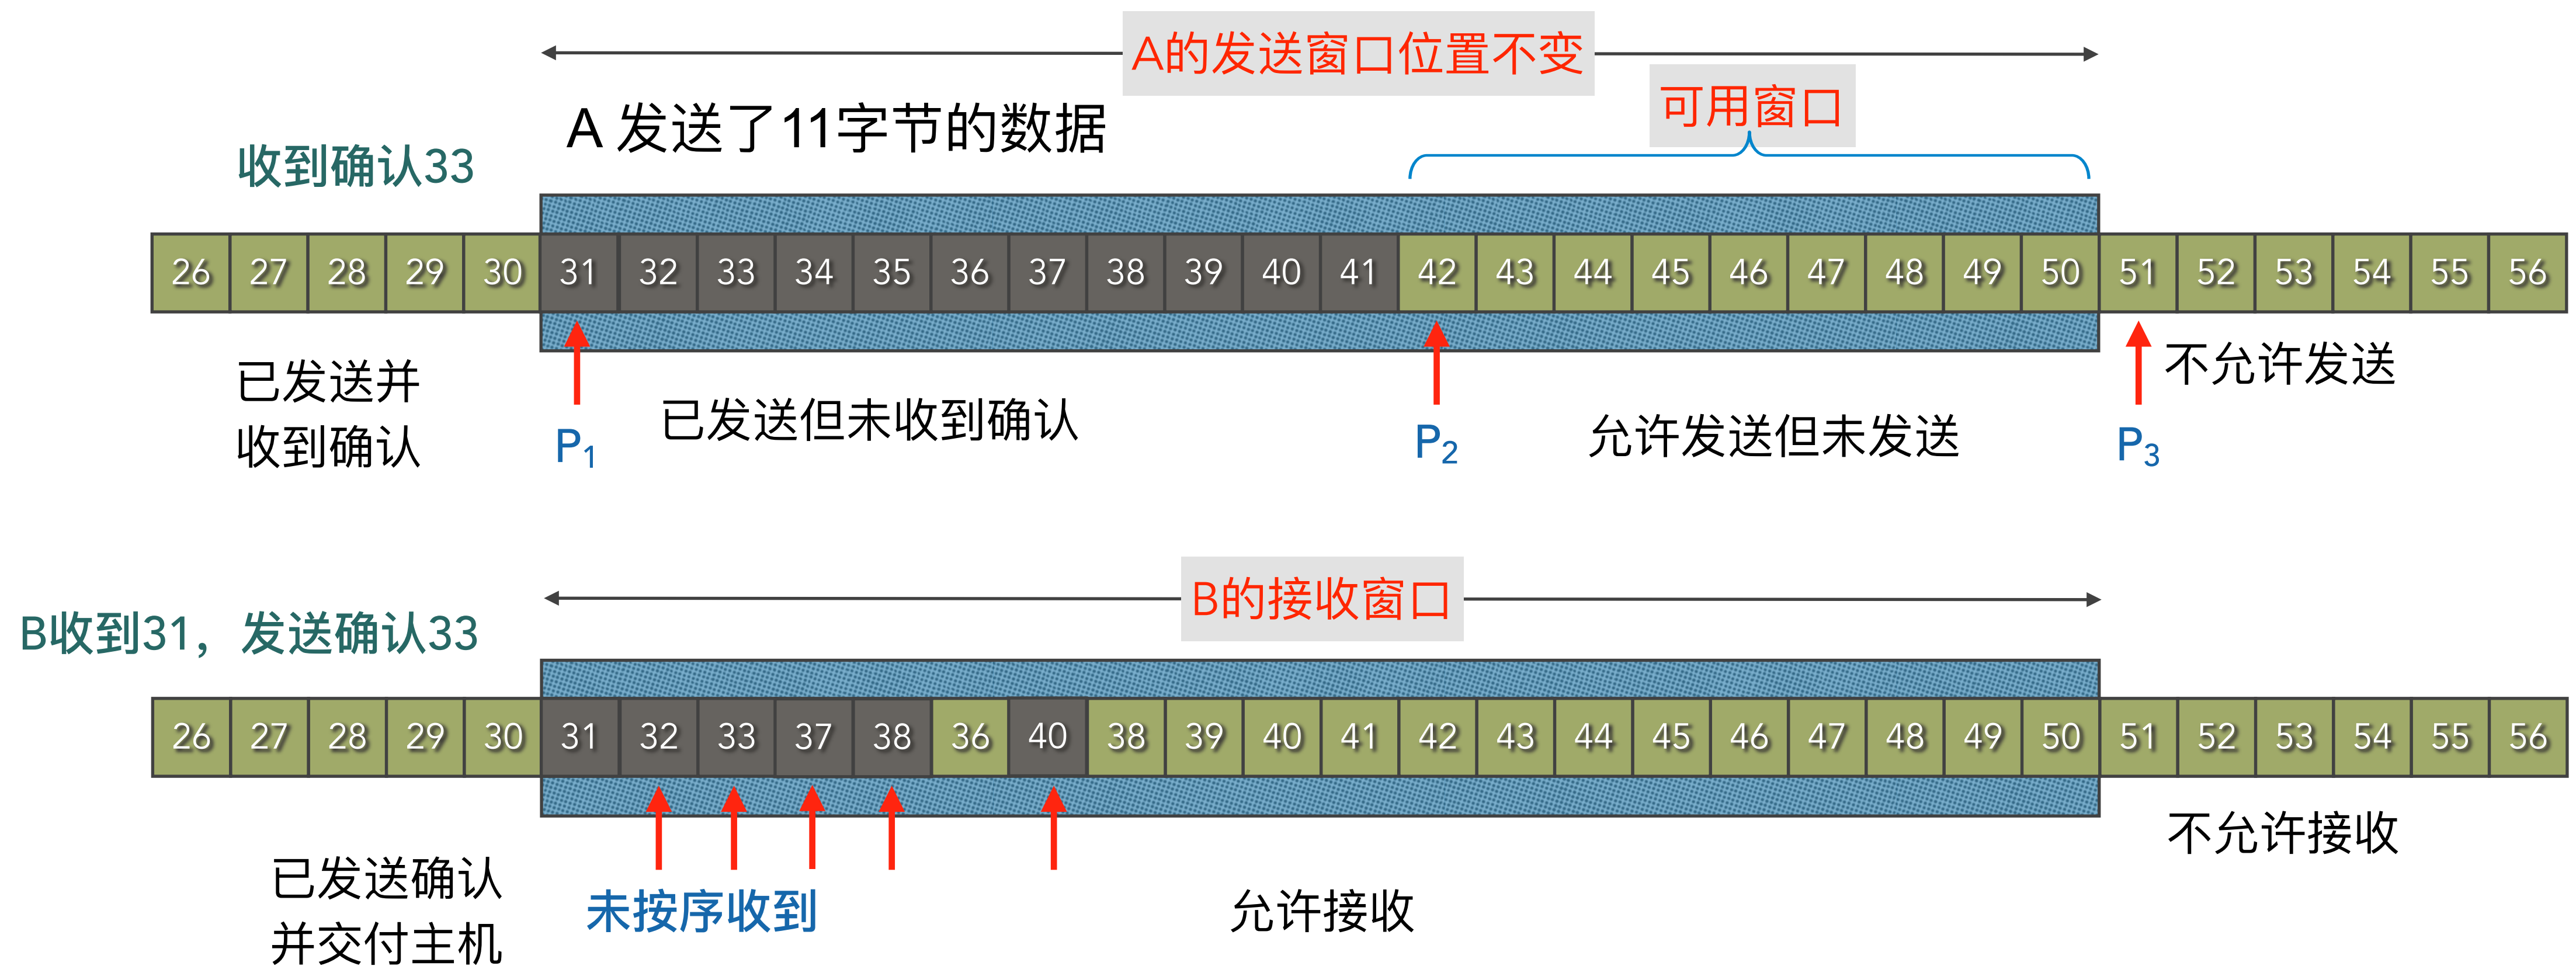 A的发送窗口位置不变
可用窗口
A 发送了11字节的数据
收到确认33
26 27 28 29 30 31 32 33 34 35 36 37 38 39 40 41 42 43 44 45 46 47 48 49 50 51 52 53 54 55 56
已发送并
收到确认
P1
已发送但未收到确认
P2
允许发送但未发送
P3
不允许发送
B的接收窗口
B收到31，发送确认33
26 27 28 29 30 31 32 33 37 38 36 40 38 39 40 41 42 43 44 45 46 47 48 49 50 51 52 53 54 55 56
已发送确认
并交付主机
未按序收到
允许接收
不允许接收